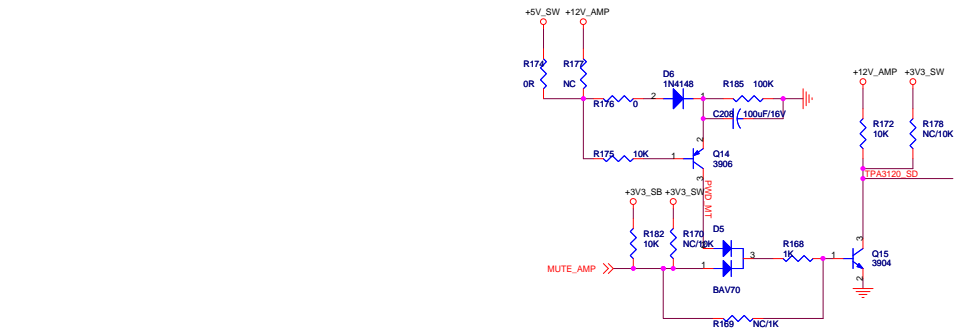 +5V_SW +12V_AMP
R174 R177
0R NC
D6
1N4148
R185 100K
R176 0
2 1
C208 100uF/16V
+12V_AMP +3V3_SW
R172
10K
R178
NC/10K
TPA3120_SD
R175 10K
1
2
3
Q14
3906
PWD_MT
+3V3_SB +3V3_SW
R182
10K
R170
NC/10K
D5
MUTE_AMP
1
3
BAV70
R168
1K
1
3
2
Q15
3904
R169 NC/1K